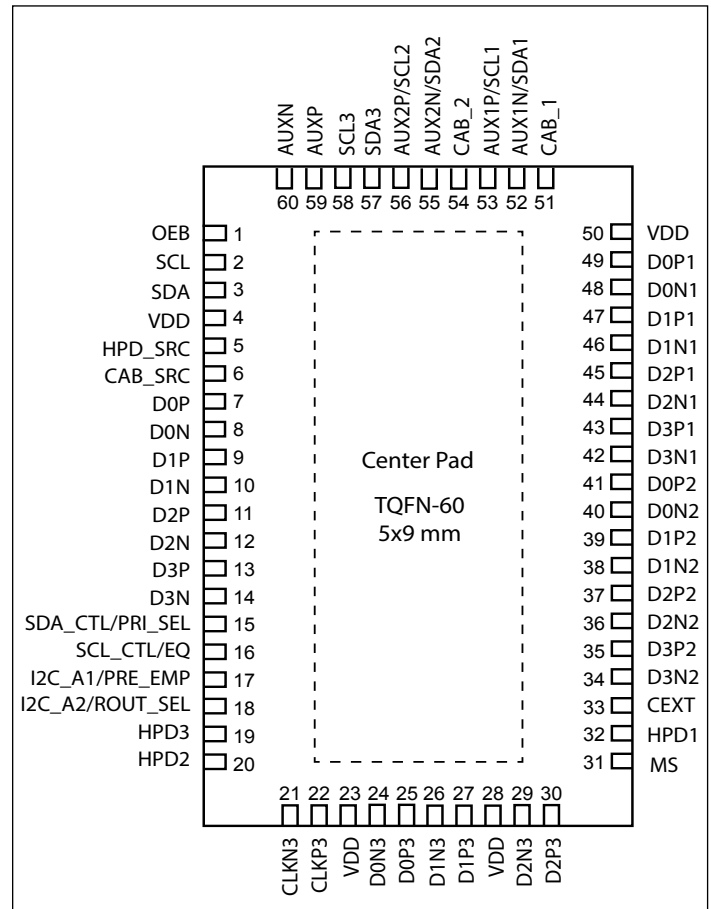 AUXN
AUXP
SCL3
SDA3
AUX2P/SCL2
AUX2N/SDA2
CAB_2
AUX1P/SCL1
AUX1N/SDA1
CAB_1
60 59 58 57 56 55 54 53 52 51
OEB 1
SCL 2
SDA 3
VDD 4
HPD_SRC 5
CAB_SRC 6
D0P 7
D0N 8
D1P 9
D1N 10
D2P 11
D2N 12
D3P 13
D3N 14
SDA_CTL/PRI_SEL 15
SCL_CTL/EQ 16
I2C_A1/PRE_EMP 17
I2C_A2/ROUT_SEL 18
HPD3 19
HPD2 20
Center Pad
TQFN-60
5x9 mm
50 VDD
49 D0P1
48 D0N1
47 D1P1
46 D1N1
45 D2P1
44 D2N1
43 D3P1
42 D3N1
41 D0P2
40 D0N2
39 D1P2
38 D1N2
37 D2P2
36 D2N2
35 D3P2
34 D3N2
33 CEXT
32 HPD1
31 MS
21 22 23 24 25 26 27 28 29 30
CLKN3
CLKP3
VDD
D0N3
D0P3
D1N3
D1P3
VDD
D2N3
D2P3